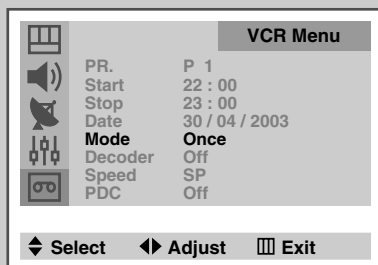 VCR Menu
PR. P 1
Start 22 : 00
Stop 23 : 00
Date 30 / 04 / 2003
Mode Once
Decoder Off
Speed SP
PDC Off
Select Adjust Exit